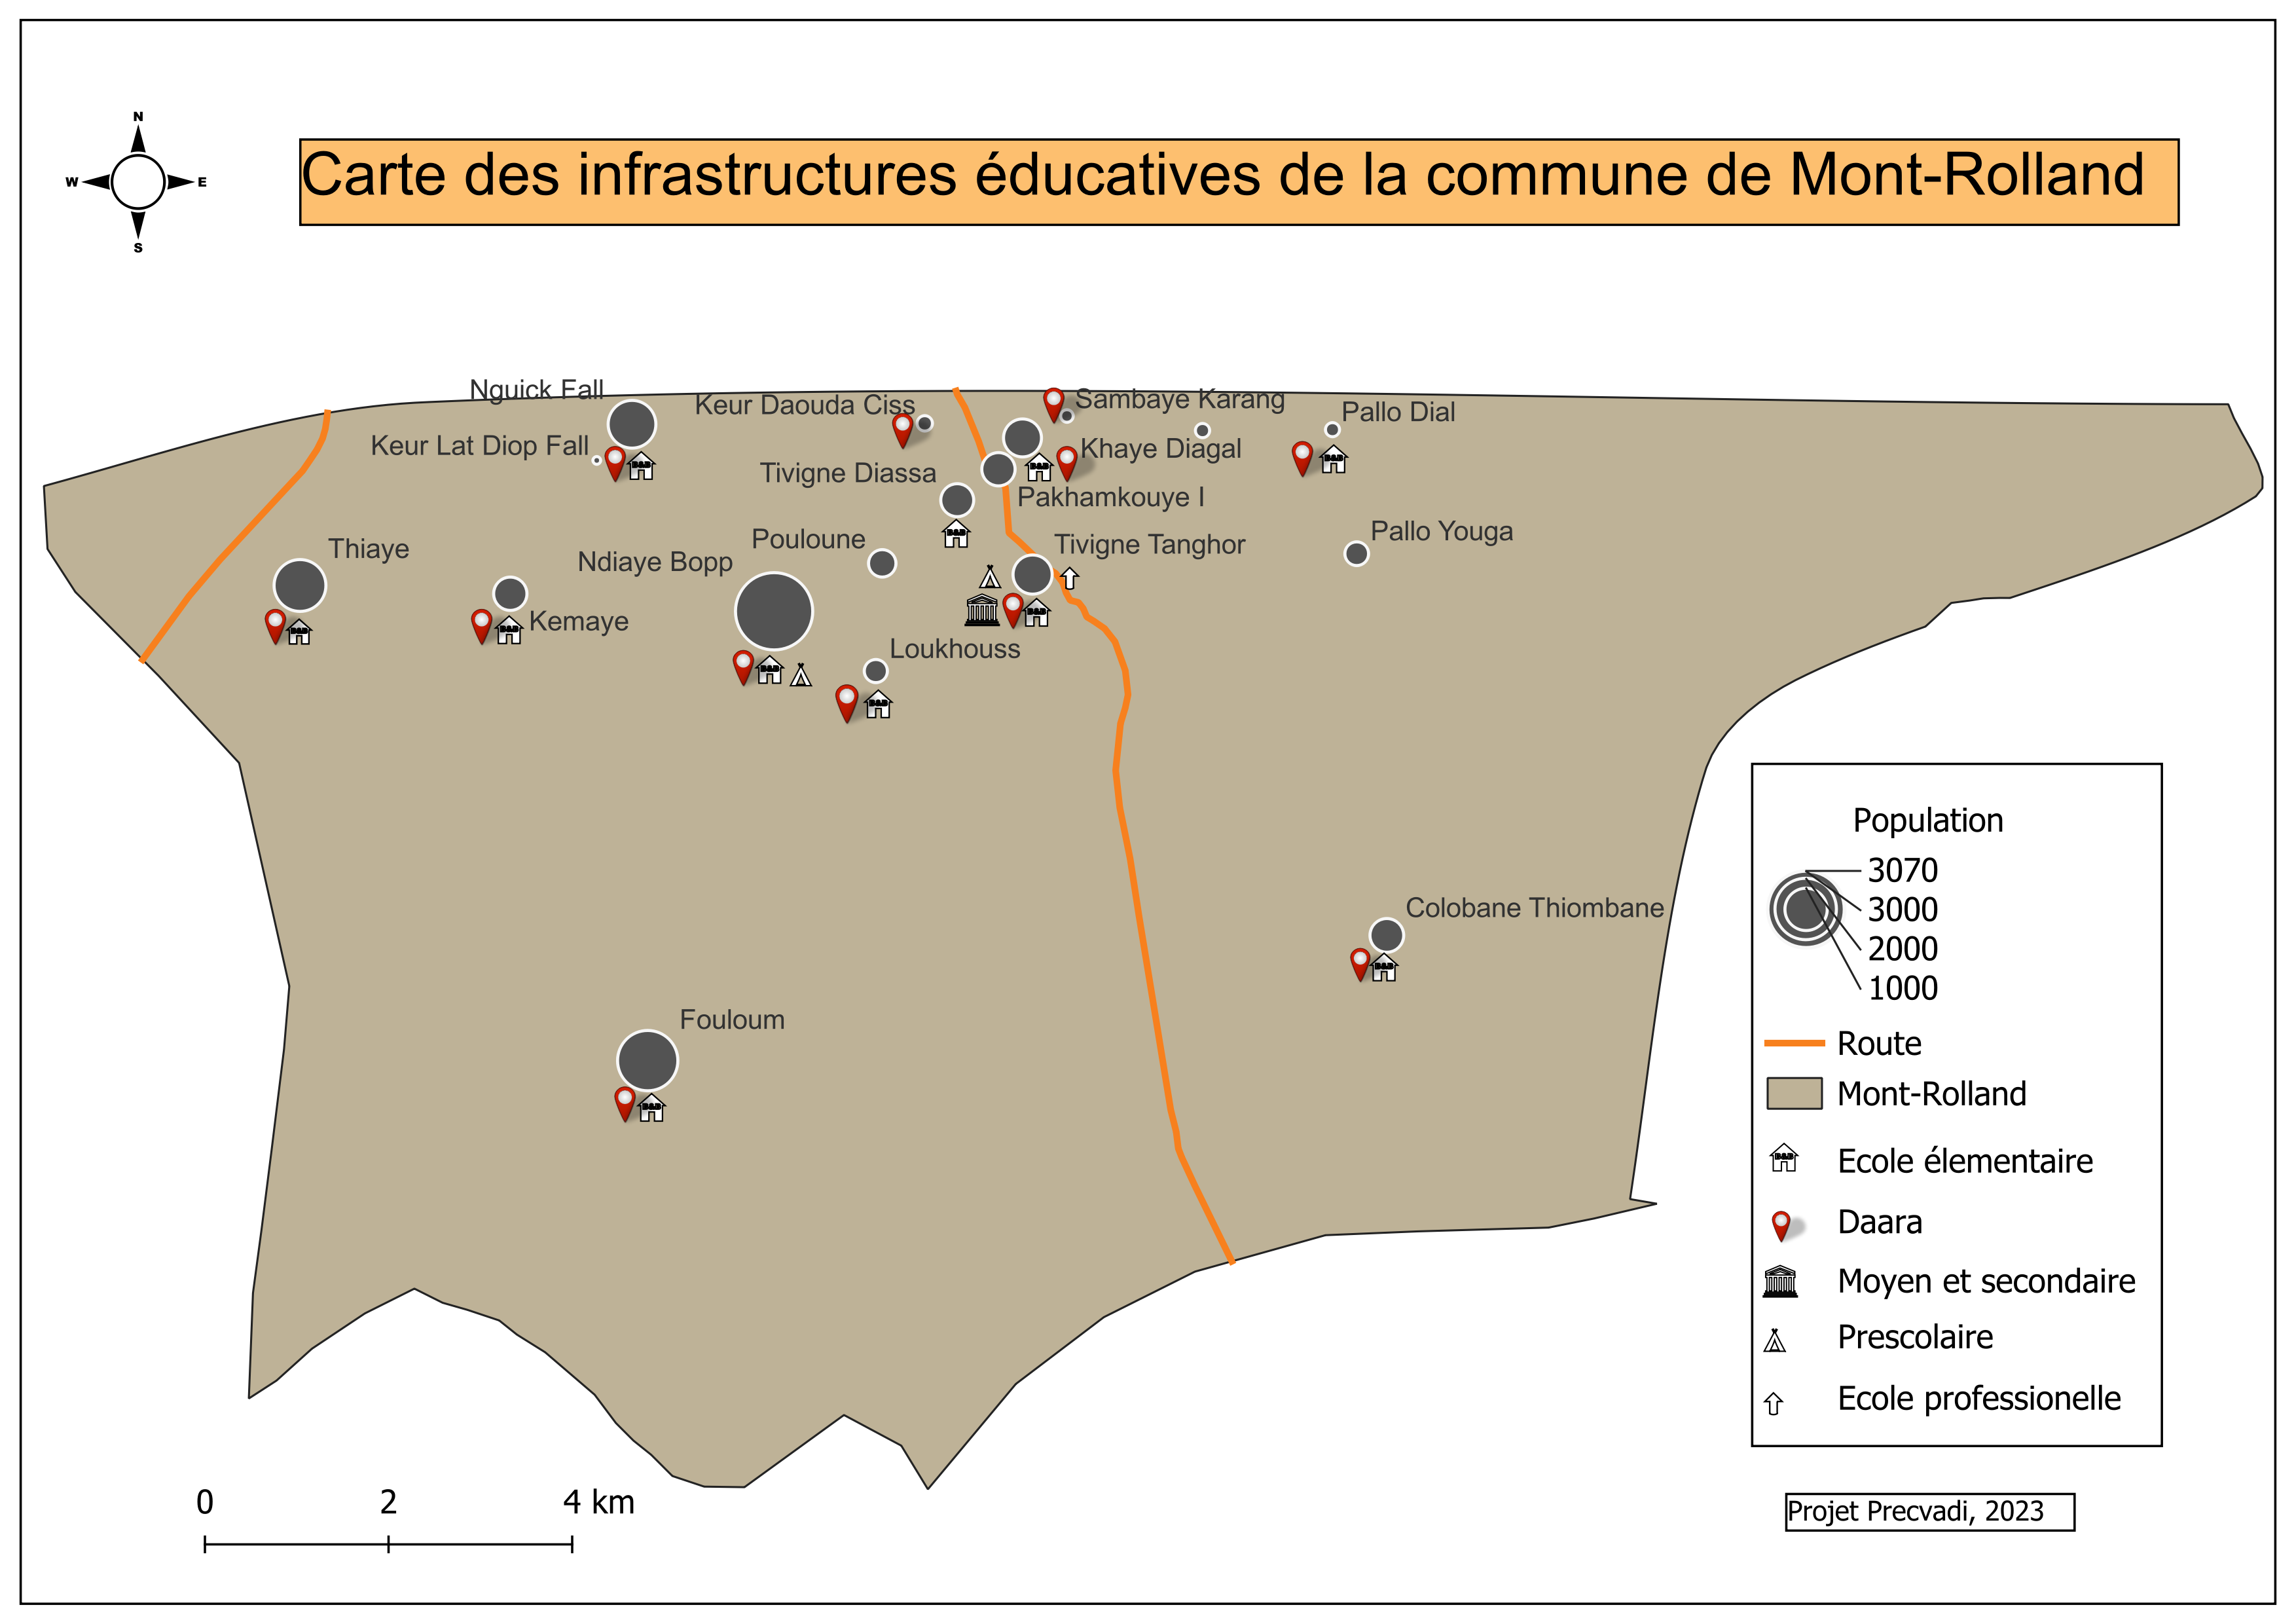 N
W
E
S
Carte des infrastructures éducatives de la commune de Mont-Rolland
Nguick Fall
Keur Daouda Ciss
Sambaye Karang
Pallo Dial
Keur Lat Diop Fall
Khaye Diagal
Tivigne Diassa
Pakhamkouye I
Pallo Youga
Thiaye
Pouloune
Tivigne Tanghor
Ndiaye Bopp
Kemaye
Loukhouss
Colobane Thiombane
Fouloum
Population
3070
3000
2000
1000
Route
Mont-Rolland
B&B
Ecole élementaire
Daara
Moyen et secondaire
Prescolaire
Ecole professionelle
0 2 4 km
Projet Precvadi, 2023